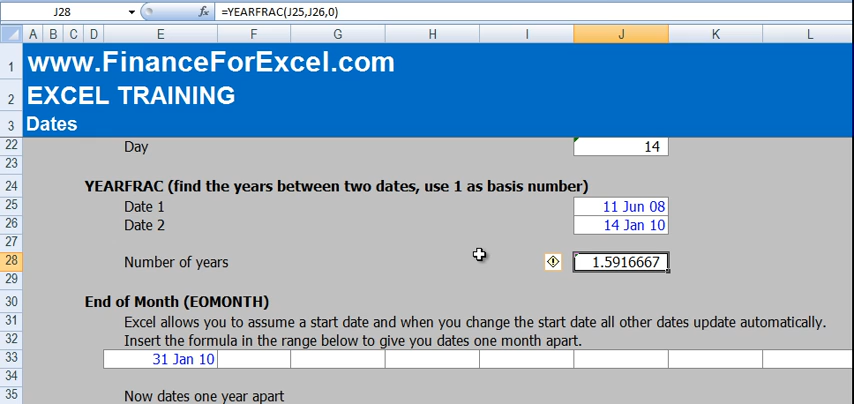 J28 fx =YEARFRAC(J25,J26,0)
A B C D E F G H I J K L
1 www.FinanceForExcel.com
2 EXCEL TRAINING
3 Dates
22 Day 14
23
24 YEARFRAC (find the years between two dates, use 1 as basis number)
25 Date 1 11 Jun 08
26 Date 2 14 Jan 10
27
28 Number of years 1.5916667
29
30 End of Month (EOMONTH)
31 Excel allows you to assume a start date and when you change the start date all other dates update automatically.
32 Insert the formula in the range below to give you dates one month apart.
33 31 Jan 10
34
35 Now dates one year apart